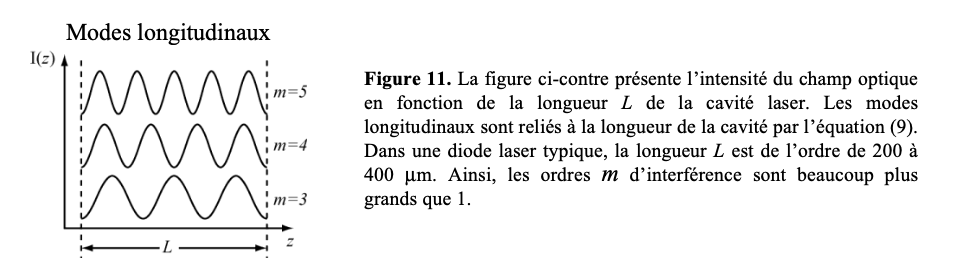 Modes longitudinaux
I(z)
m=5
m=4
m=3
L
z
Figure 11. La figure ci-contre présente l'intensité du champ optique
en fonction de la longueur L de la cavité laser. Les modes
longitudinaux sont reliés à la longueur de la cavité par l'équation (9).
Dans une diode laser typique, la longueur L est de l'ordre de 200 à
400 µm. Ainsi, les ordres m d'interférence sont beaucoup plus
grands que 1.